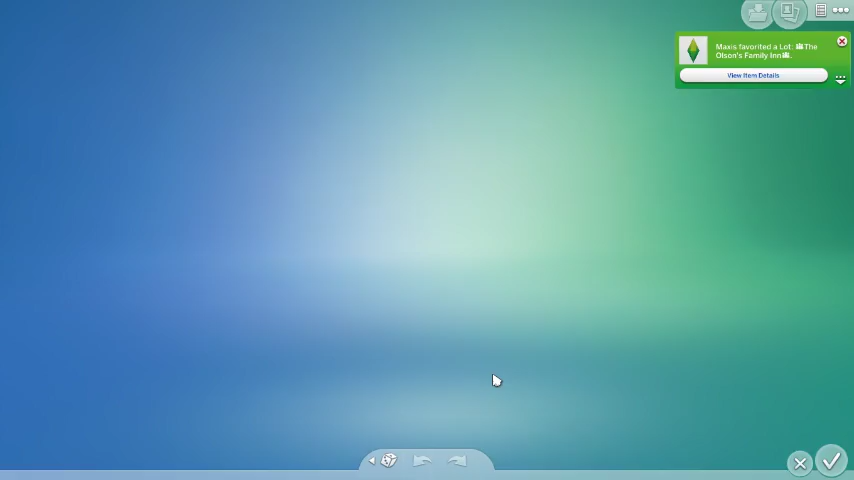 Maxis favorited a Lot: The
Olson's Family Inn.
View Item Details